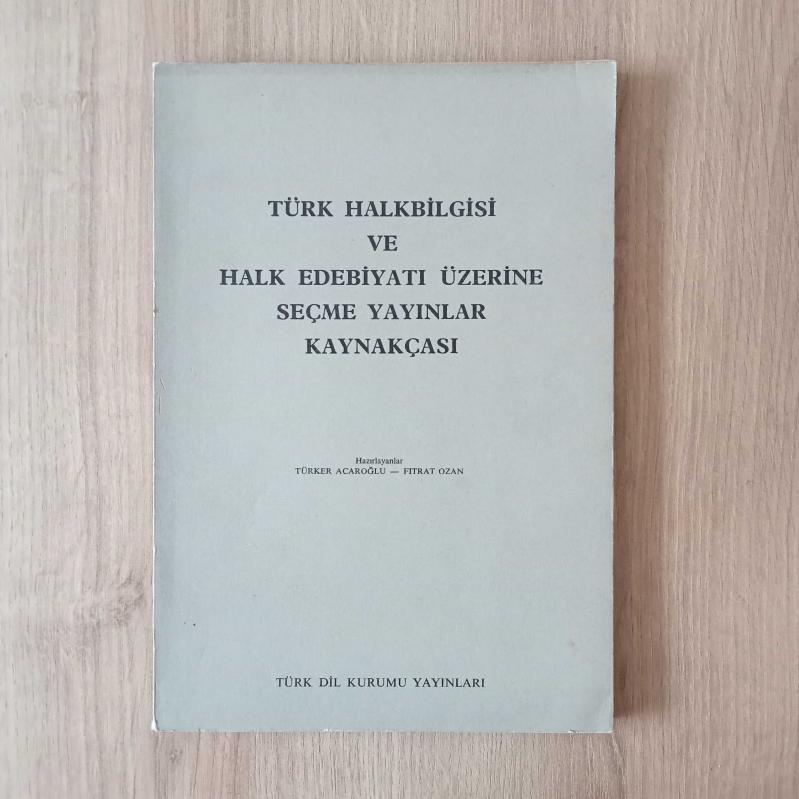 TÜRK HALKBİLGİSİ
VE
HALK EDEBİYATI ÜZERİNE
SEÇME YAYINLAR
KAYNAKÇASI
Hazırlayanlar
TÜRKER ACAROĞLU — FITRAT OZAN
TÜRK DİL KURUMU YAYINLARI